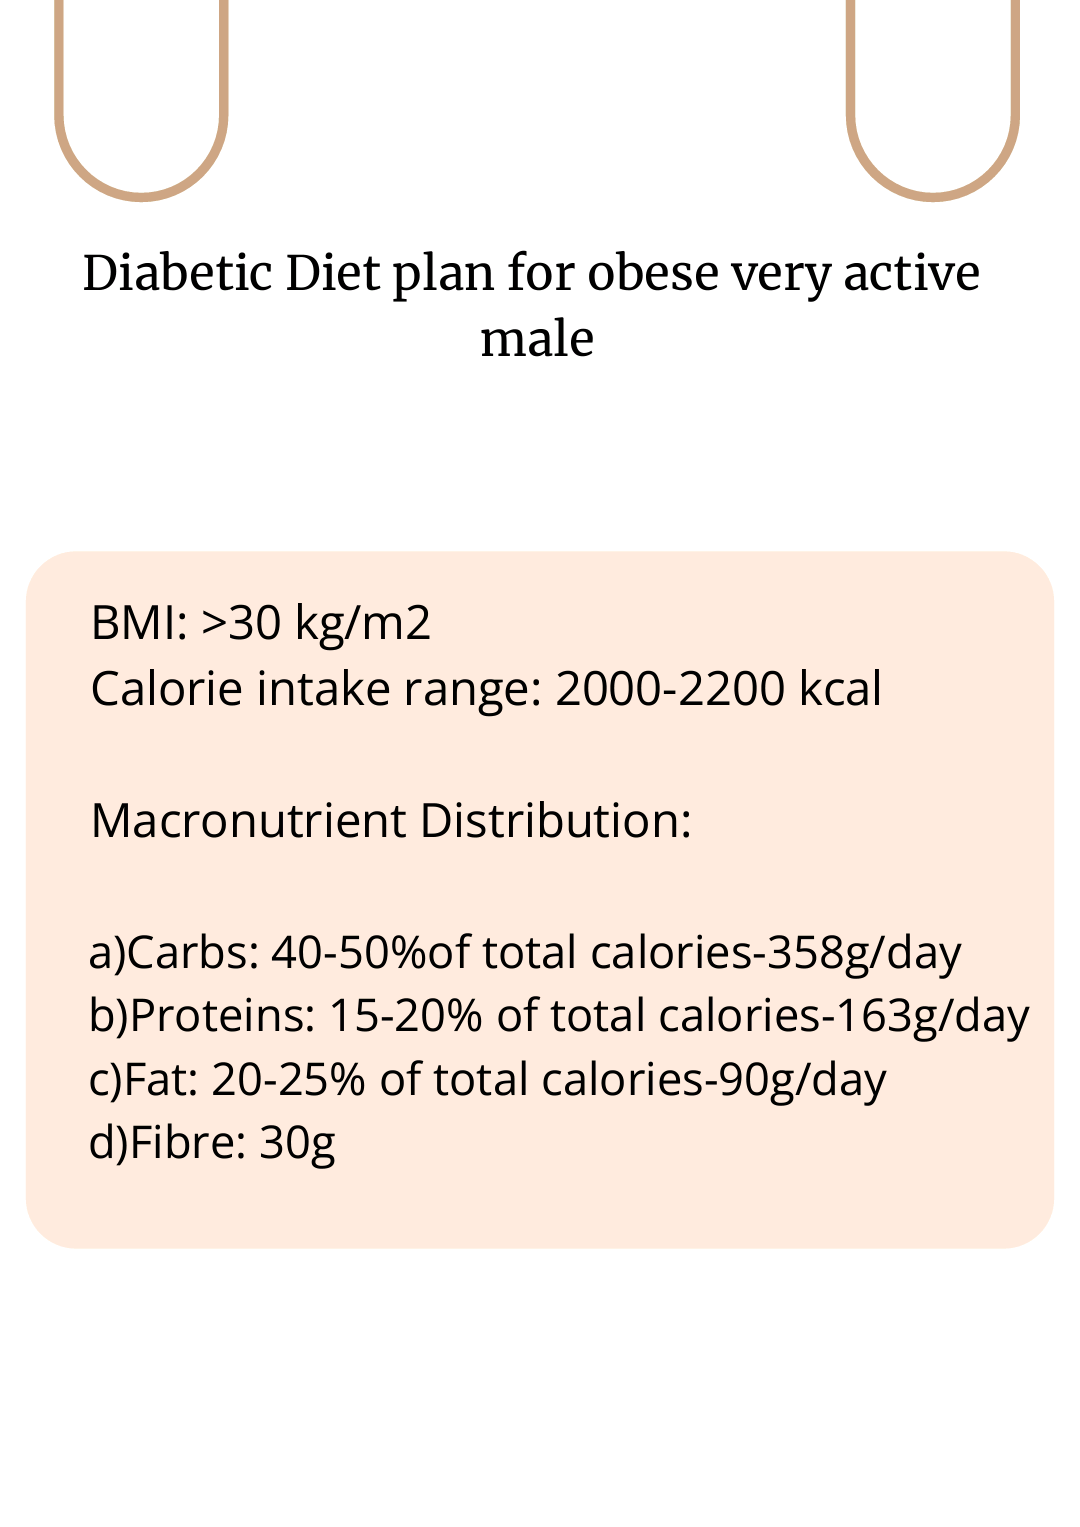 Diabetic Diet plan for obese very active
male
BMI: >30 kg/m2
Calorie intake range: 2000-2200 kcal
Macronutrient Distribution:
a)Carbs: 40-50%of total calories-358g/day
b)Proteins: 15-20% of total calories-163g/day
c)Fat: 20-25% of total calories-90g/day
d)Fibre: 30g